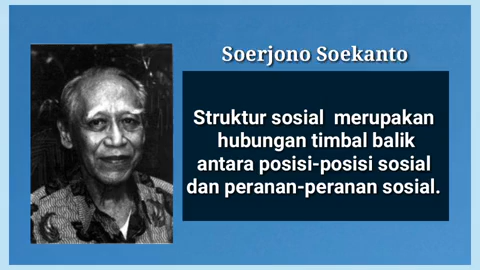 Soerjono Soekanto
Struktur sosial merupakan
hubungan timbal balik
antara posisi-posisi sosial
dan peranan-peranan sosial.